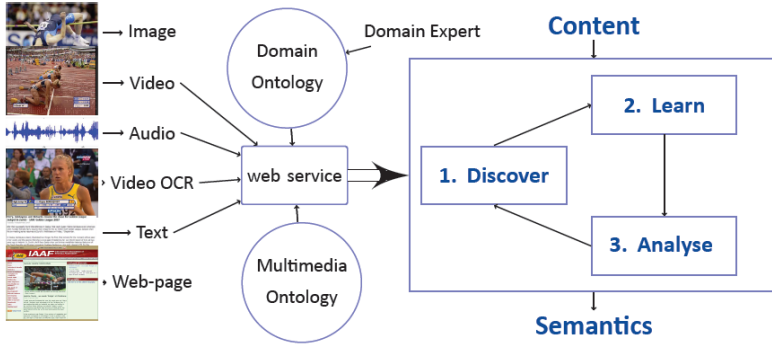 Image
Video
Audio
Video OCR
Text
Web-page
IAAF
Domain
Ontology
Domain Expert
web service
Multimedia
Ontology
Content
1. Discover
2. Learn
3. Analyse
Semantics